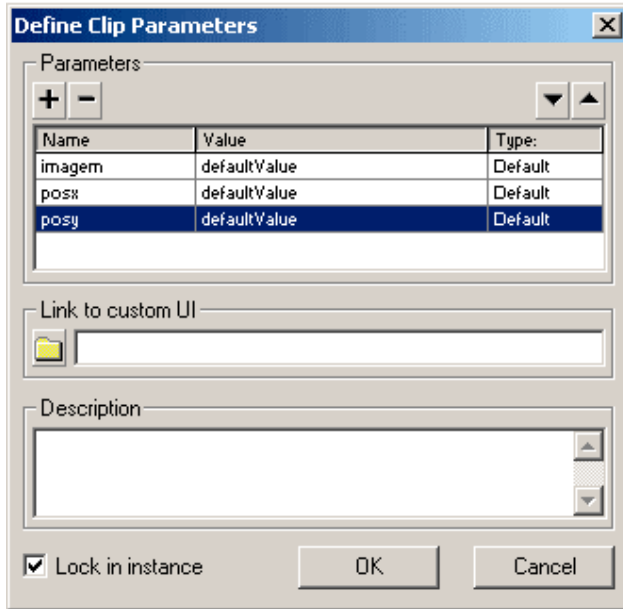 Define Clip Parameters
Parameters
Name Value Type:
imagem defaultValue Default
posx defaultValue Default
posy defaultValue Default
Link to custom UI
Description
Lock in instance OK Cancel